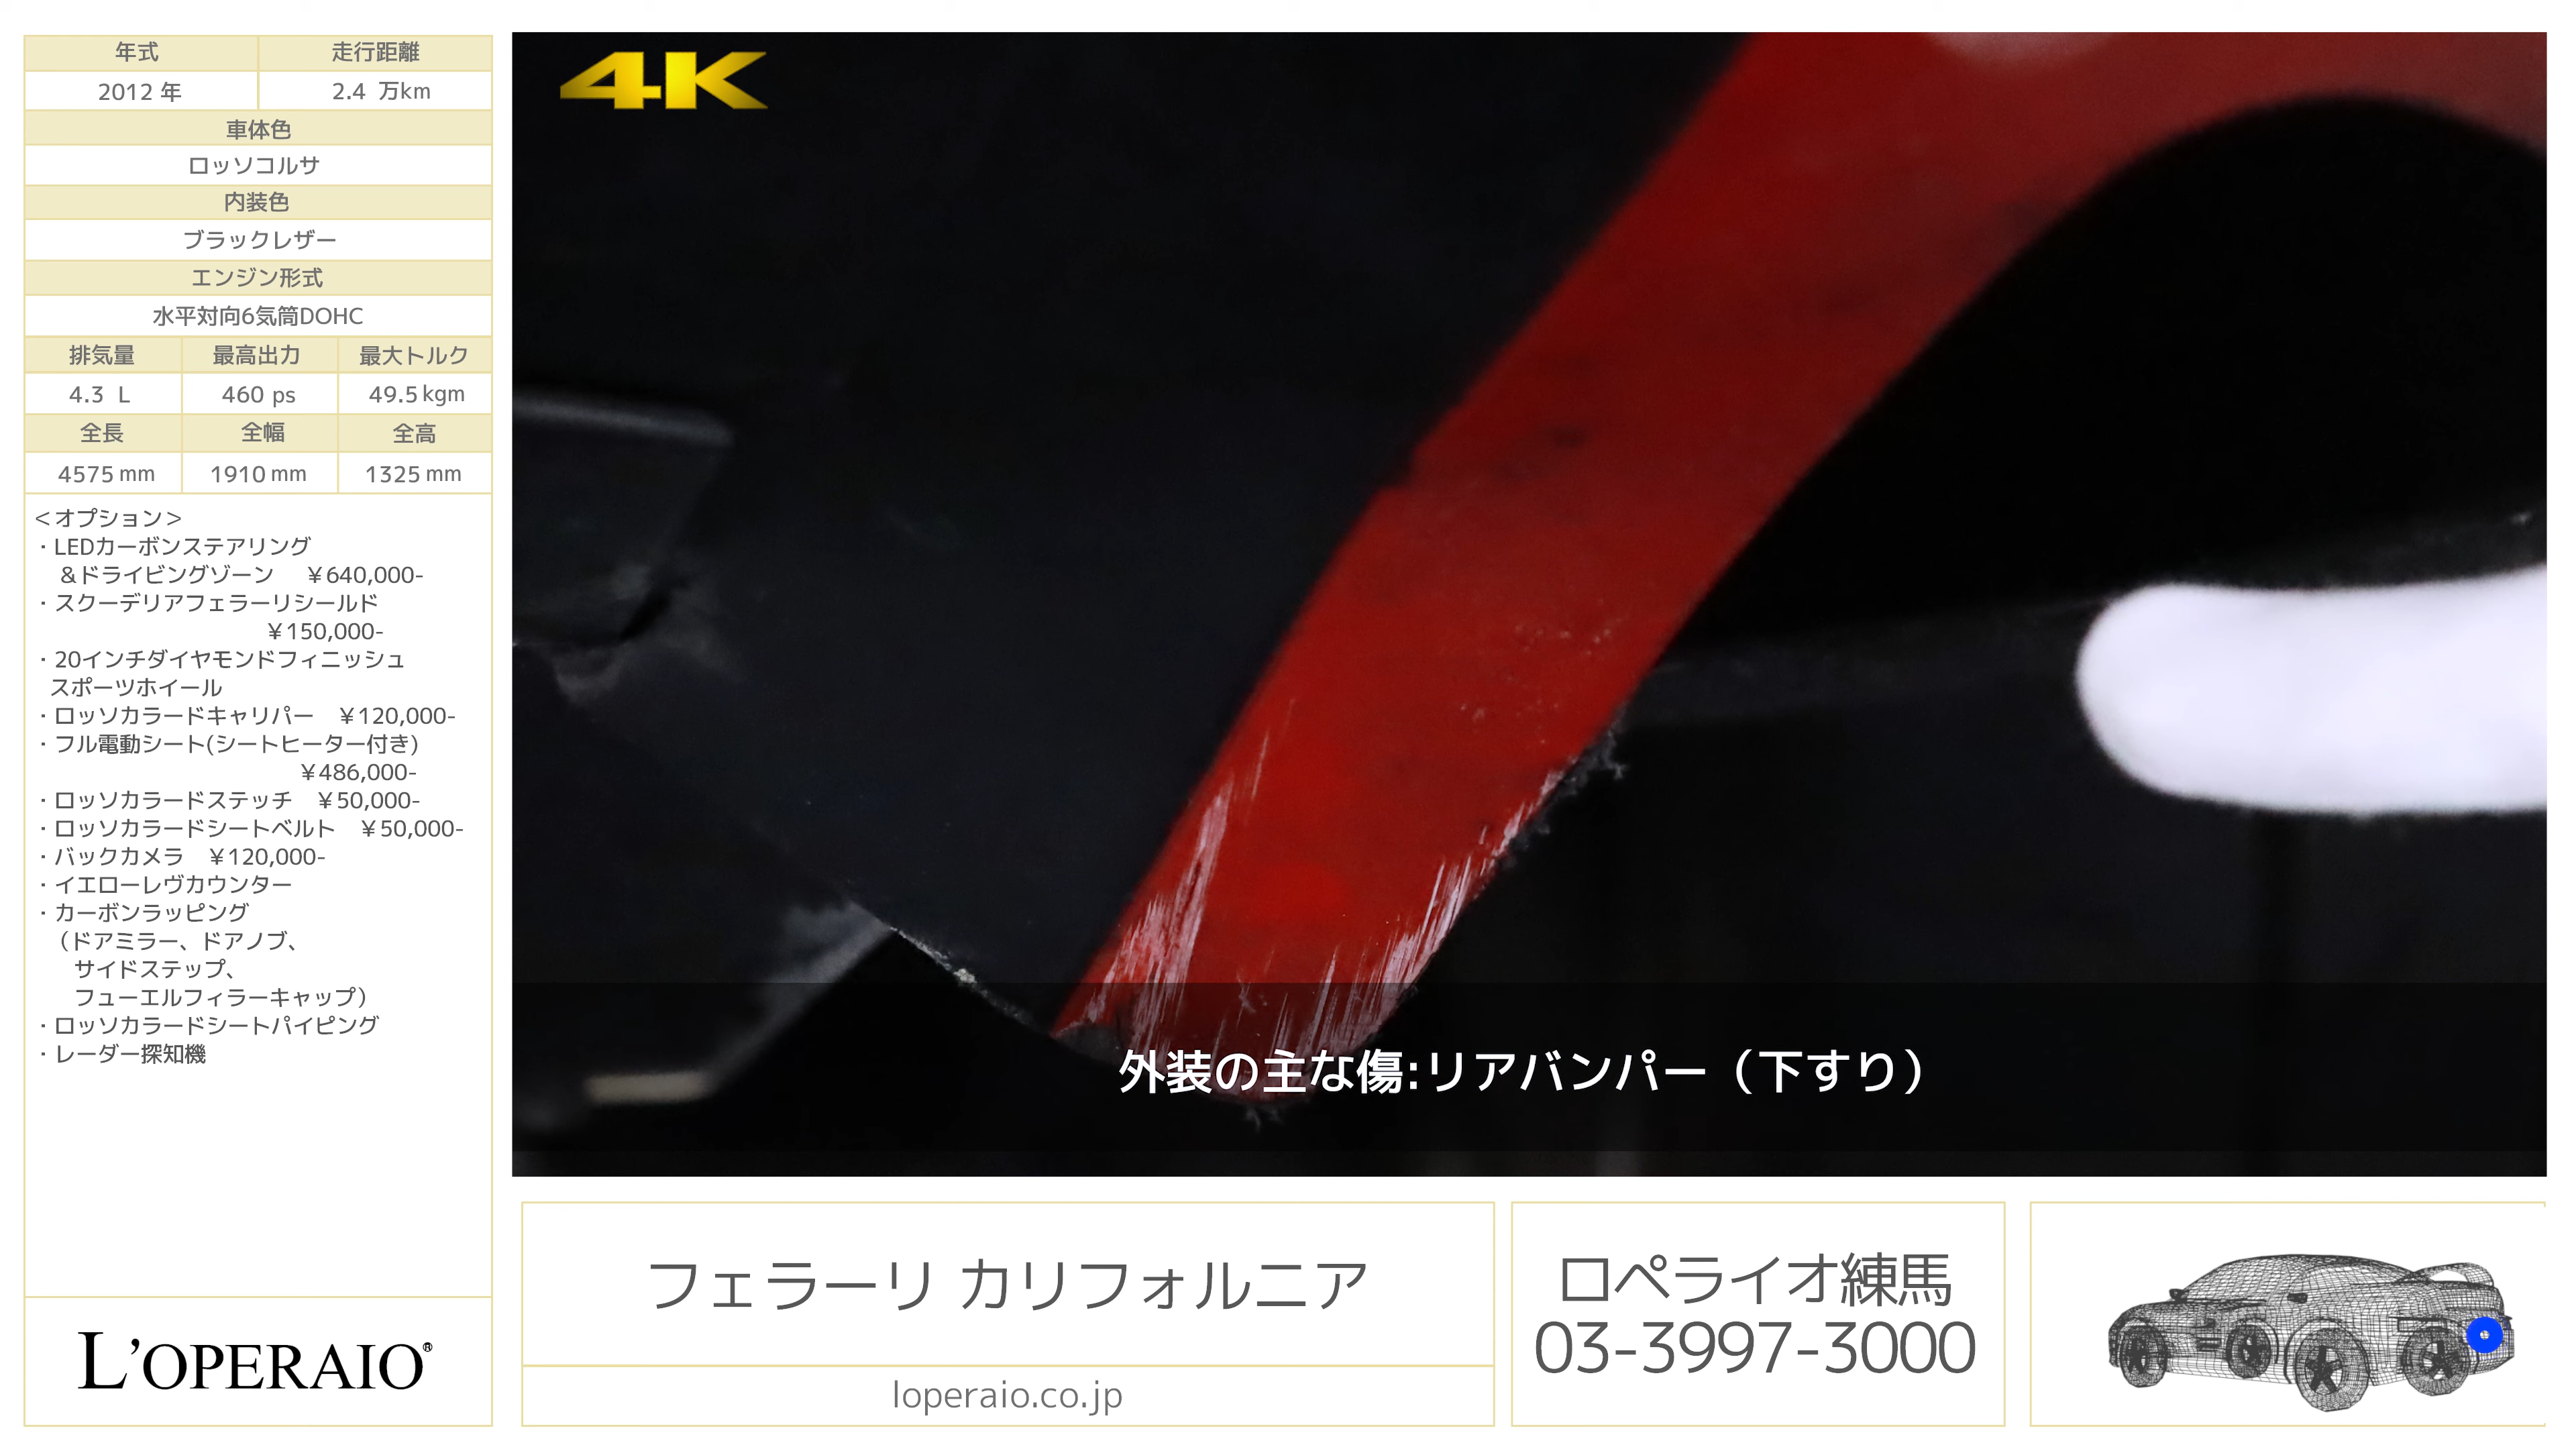 年式 走行距離
2012 年 2.4 万km
車体色
ロッソコルサ
内装色
ブラックレザー
エンジン形式
水平対向6気筒DOHC
排気量 最高出力 最大トルク
4.3 L 460 ps 49.5 kgm
全長 全幅 全高
4575 mm 1910 mm 1325 mm
＜オプション＞
・LEDカーボンステアリング
＆ドライビングゾーン ￥640,000-
・スクーデリアフェラーリシールド
￥150,000-
・20インチダイヤモンドフィニッシュ
スポーツホイール
・ロッソカラードキャリパー ￥120,000-
・フル電動シート(シートヒーター付き)
￥486,000-
・ロッソカラードステッチ ￥50,000-
・ロッソカラードシートベルト ￥50,000-
・バックカメラ ￥120,000-
・イエローレヴカウンター
・カーボンラッピング
（ドアミラー、ドアノブ、
サイドステップ、
フューエルフィラーキャップ）
・ロッソカラードシートパイピング
・レーダー探知機
L'OPERAIO®
4K
外装の主な傷:リアバンパー（下すり）
フェラーリ カリフォルニア
loperaio.co.jp
ロペライオ練馬
03-3997-3000